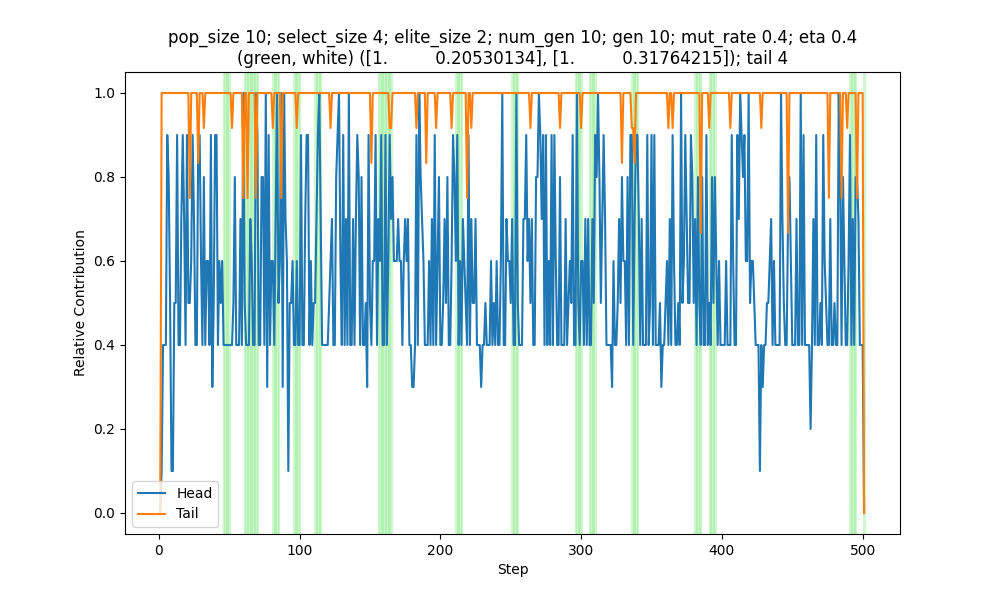 pop_size 10; select_size 4; elite_size 2; num_gen 10; gen 10; mut_rate 0.4; eta 0.4
(green, white) ([1. 0.20530134], [1. 0.31764215]); tail 4
1.0
0.8
0.6
0.4
0.2
0.0
Relative Contribution
Head
Tail
0
100
200
300
400
500
Step